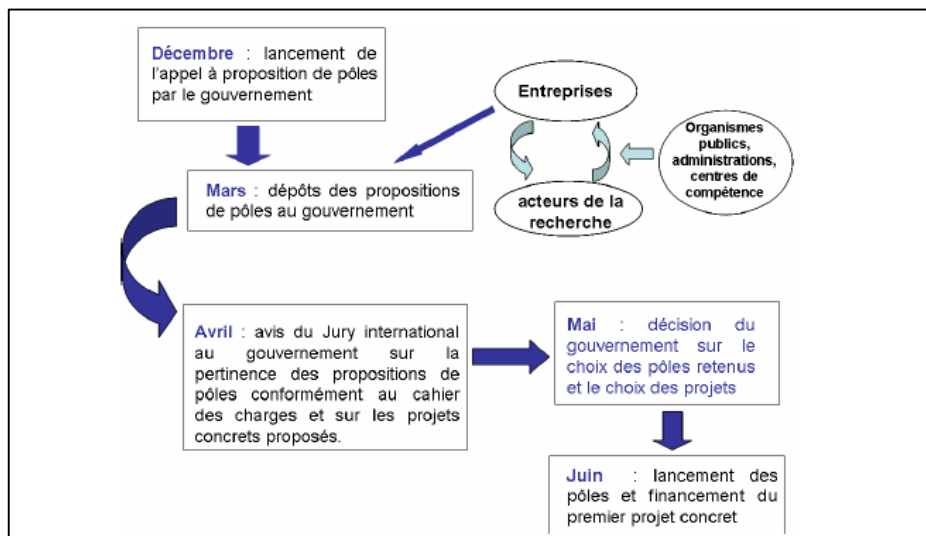 Décembre : lancement de
l'appel à proposition de pôles
par le gouvernement
Entreprises
Organismes
publics,
administrations,
centres de
compétence
Mars : dépôts des propositions
de pôles au gouvernement
acteurs de la
recherche
Avril : avis du Jury international
au gouvernement sur la
pertinence des propositions de
pôles conformément au cahier
des charges et sur les projets
concrets proposés.
Mai : décision du
gouvernement sur le
choix des pôles retenus
et le choix des projets
Juin : lancement des
pôles et financement du
premier projet concret